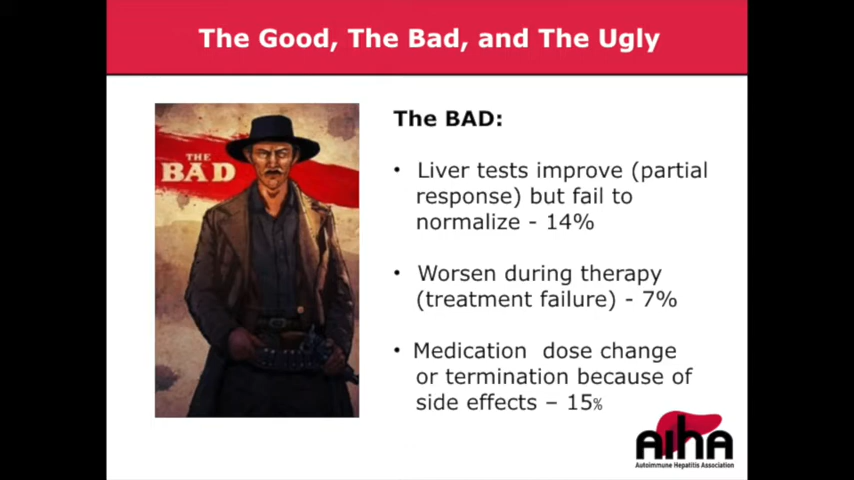 The Good, The Bad, and The Ugly
THE
BAD
The BAD:
• Liver tests improve (partial
response) but fail to
normalize - 14%
• Worsen during therapy
(treatment failure) - 7%
• Medication dose change
or termination because of
side effects – 15%
AIHA
Autoimmune Hepatitis Association